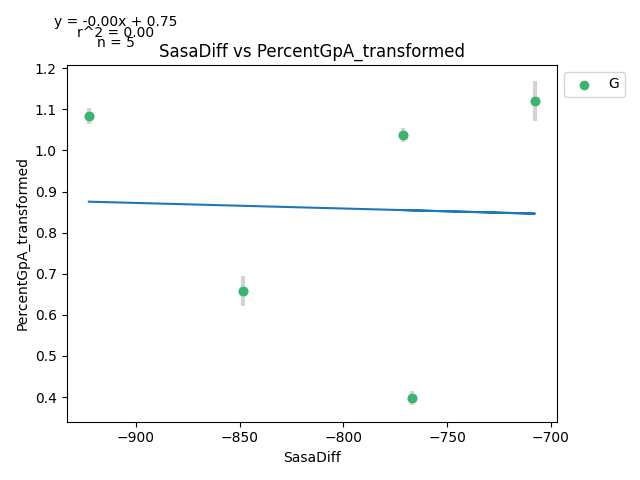 y = -0.00x + 0.75
r^2 = 0.00
n = 5
SasaDiff vs PercentGpA_transformed
G
PercentGpA_transformed
1.2
1.1
1.0
0.9
0.8
0.7
0.6
0.5
0.4
−900
−850
−800
−750
−700
SasaDiff